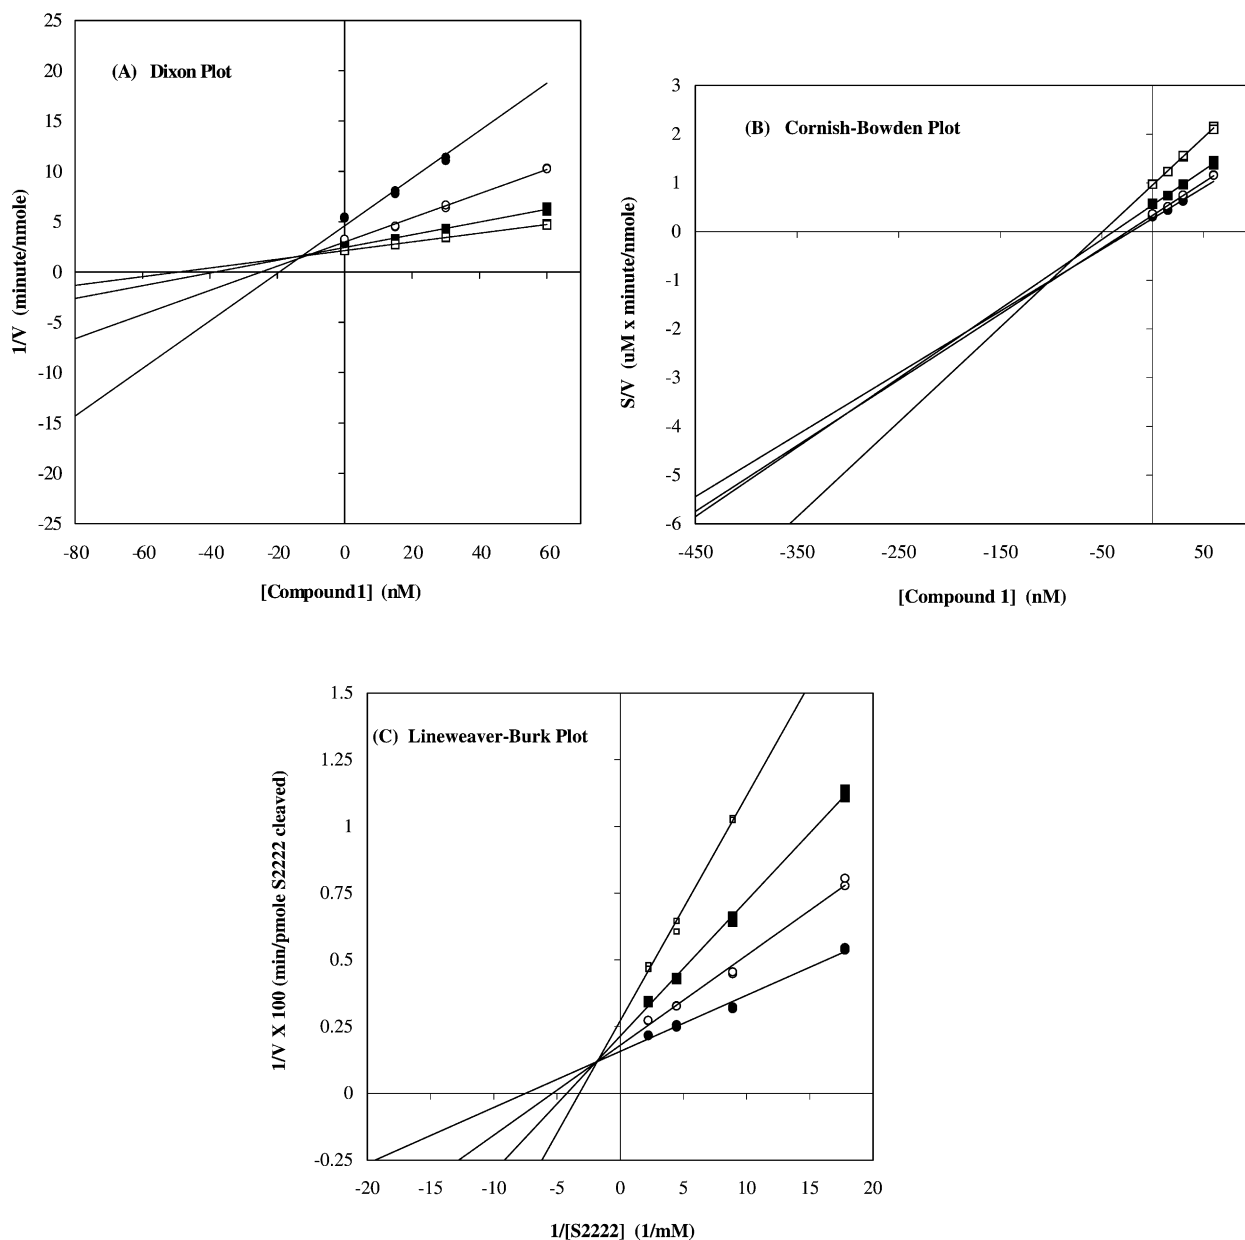 (A) Dixon Plot
25
20
15
10
5
0
-5
-10
-15
-20
-25
1/V (minute/nmole)
-80 -60 -40 -20 0 20 40 60
[Compound1] (nM)
(B) Cornish-Bowden Plot
3
2
1
0
-1
-2
-3
-4
-5
-6
S/V (uM x minute/nmole)
-450 -350 -250 -150 -50 50
[Compound 1] (nM)
(C) Lineweaver-Burk Plot
1.5
1.25
1
0.75
0.5
0.25
0
-0.25
1/V X 100 (min/pmole S2222 cleaved)
-20 -15 -10 -5 0 5 10 15 20
1/[S2222] (1/mM)